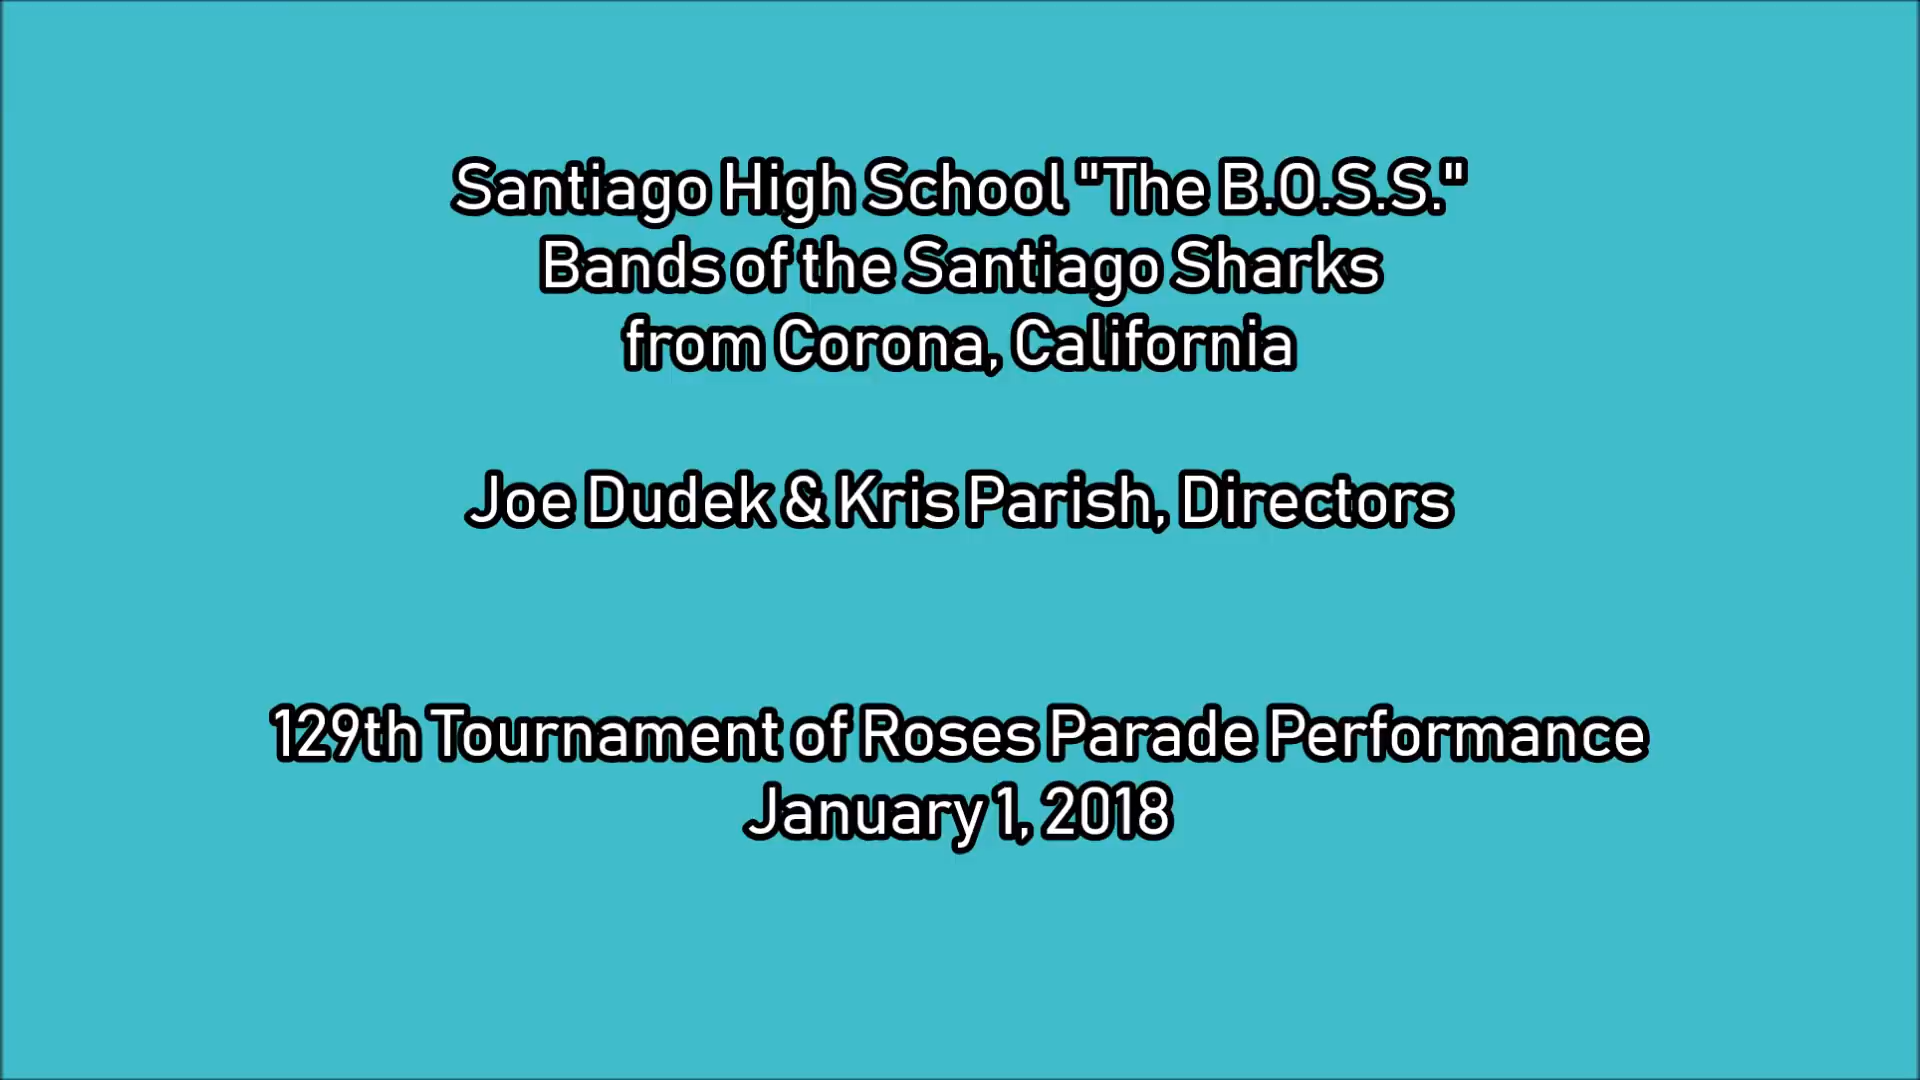 Santiago High School "The B.O.S.S."
Bands of the Santiago Sharks
from Corona, California
Joe Dudek & Kris Parish, Directors
129th Tournament of Roses Parade Performance
January 1, 2018